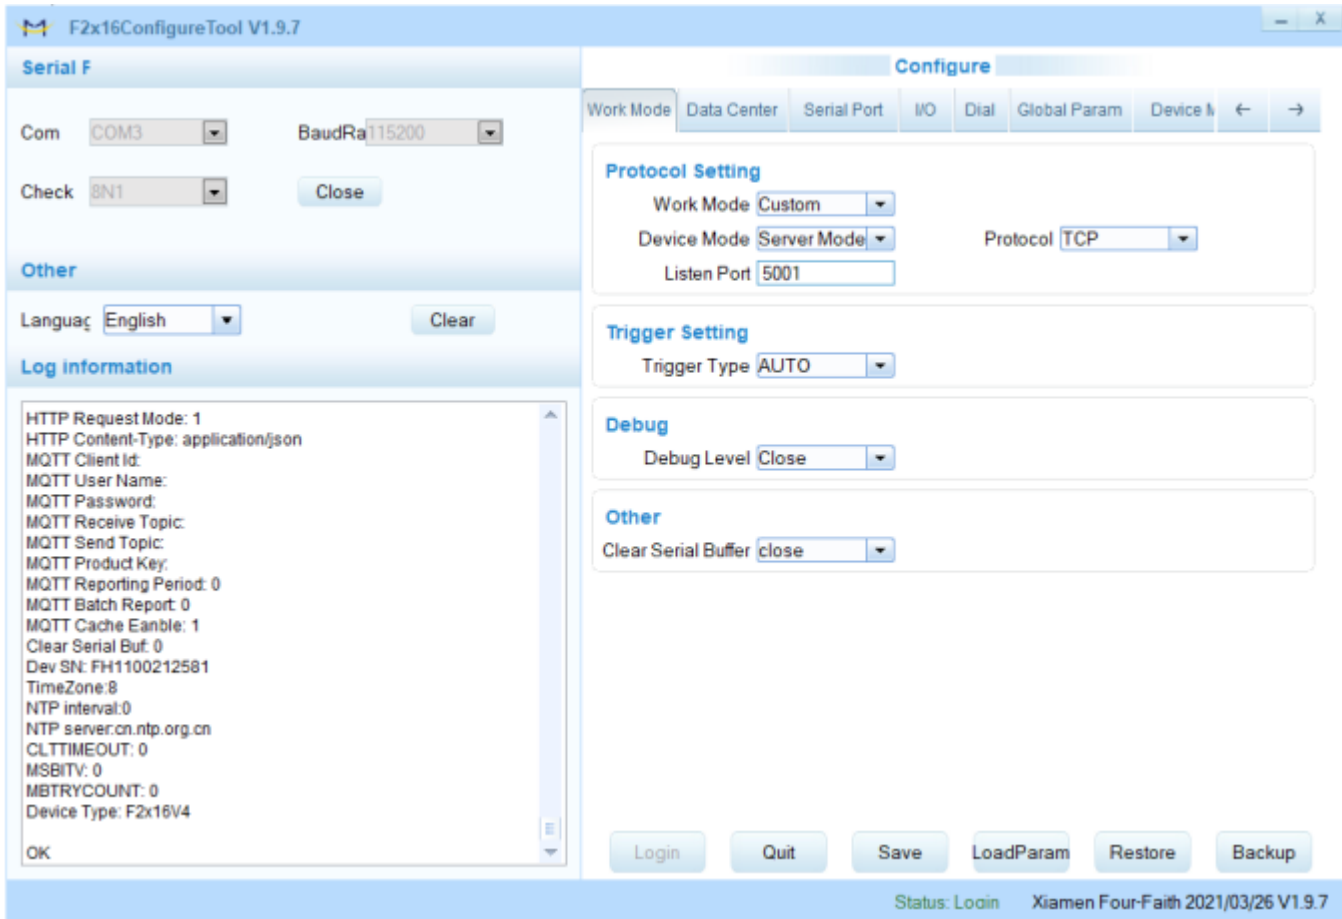 F2x16ConfigureTool V1.9.7
Serial F
Com COM3 BaudRa 115200
Check 8N1 Close
Other
Languag English Clear
Log information
HTTP Request Mode: 1
HTTP Content-Type: application/json
MQTT Client Id:
MQTT User Name:
MQTT Password:
MQTT Receive Topic:
MQTT Send Topic:
MQTT Product Key:
MQTT Reporting Period: 0
MQTT Batch Report: 0
MQTT Cache Eanble: 1
Clear Serial Buf: 0
Dev SN: FH1100212581
TimeZone:8
NTP interval:0
NTP server:cn.ntp.org.cn
CLTTIMEOUT: 0
MSBITV: 0
MBTRYCOUNT: 0
Device Type: F2x16V4
OK
Configure
Work Mode Data Center Serial Port I/O Dial Global Param Device M ← →
Protocol Setting
Work Mode Custom
Device Mode Server Mode Protocol TCP
Listen Port 5001
Trigger Setting
Trigger Type AUTO
Debug
Debug Level Close
Other
Clear Serial Buffer close
Login Quit Save LoadParam Restore Backup
Status: Login Xiamen Four-Faith 2021/03/26 V1.9.7